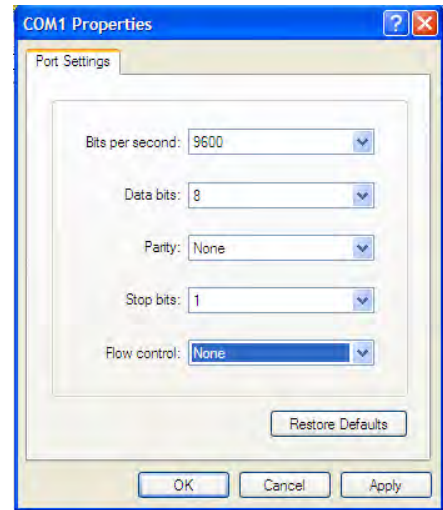 COM1 Properties
Port Settings
Bits per second: 9600
Data bits: 8
Parity: None
Stop bits: 1
Flow control: None
Restore Defaults
OK Cancel Apply